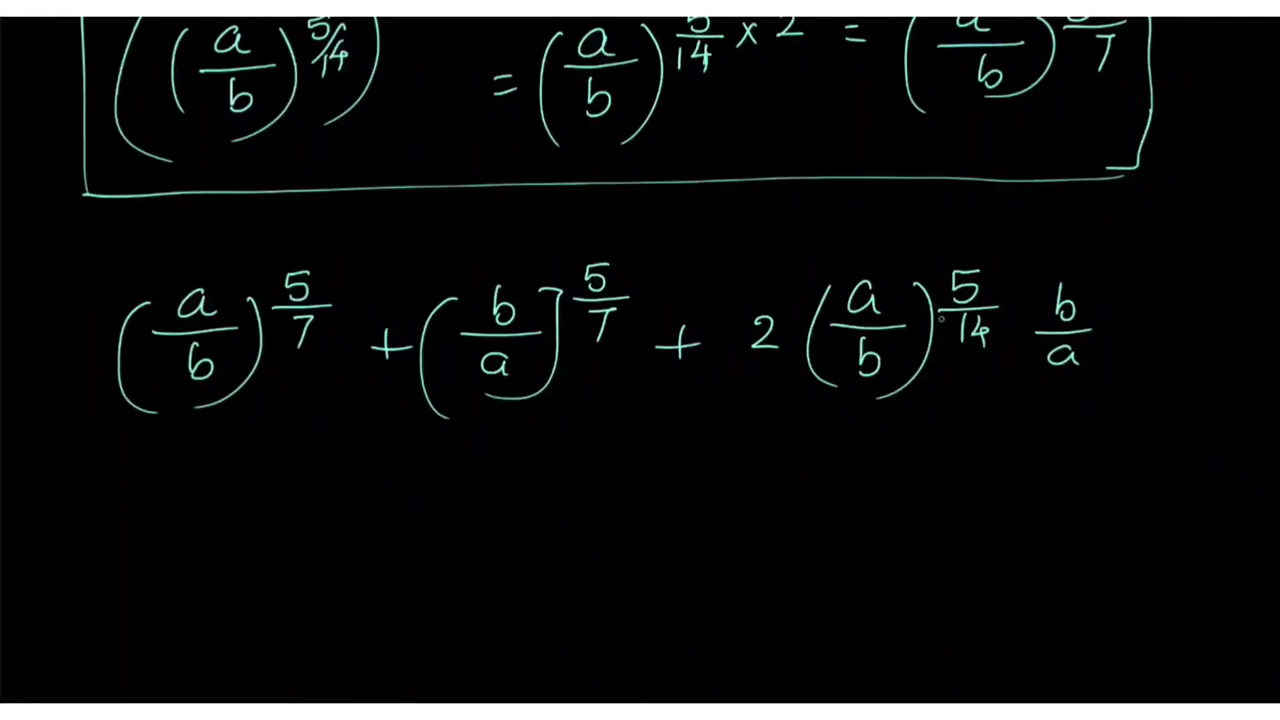 ((a/b)^5/14) = (a/b)^(5/14 × 2) = (a/b)^5/7
(a/b)^5/7 + (b/a]^5/7 + 2 (a/b)^5/14 b/a